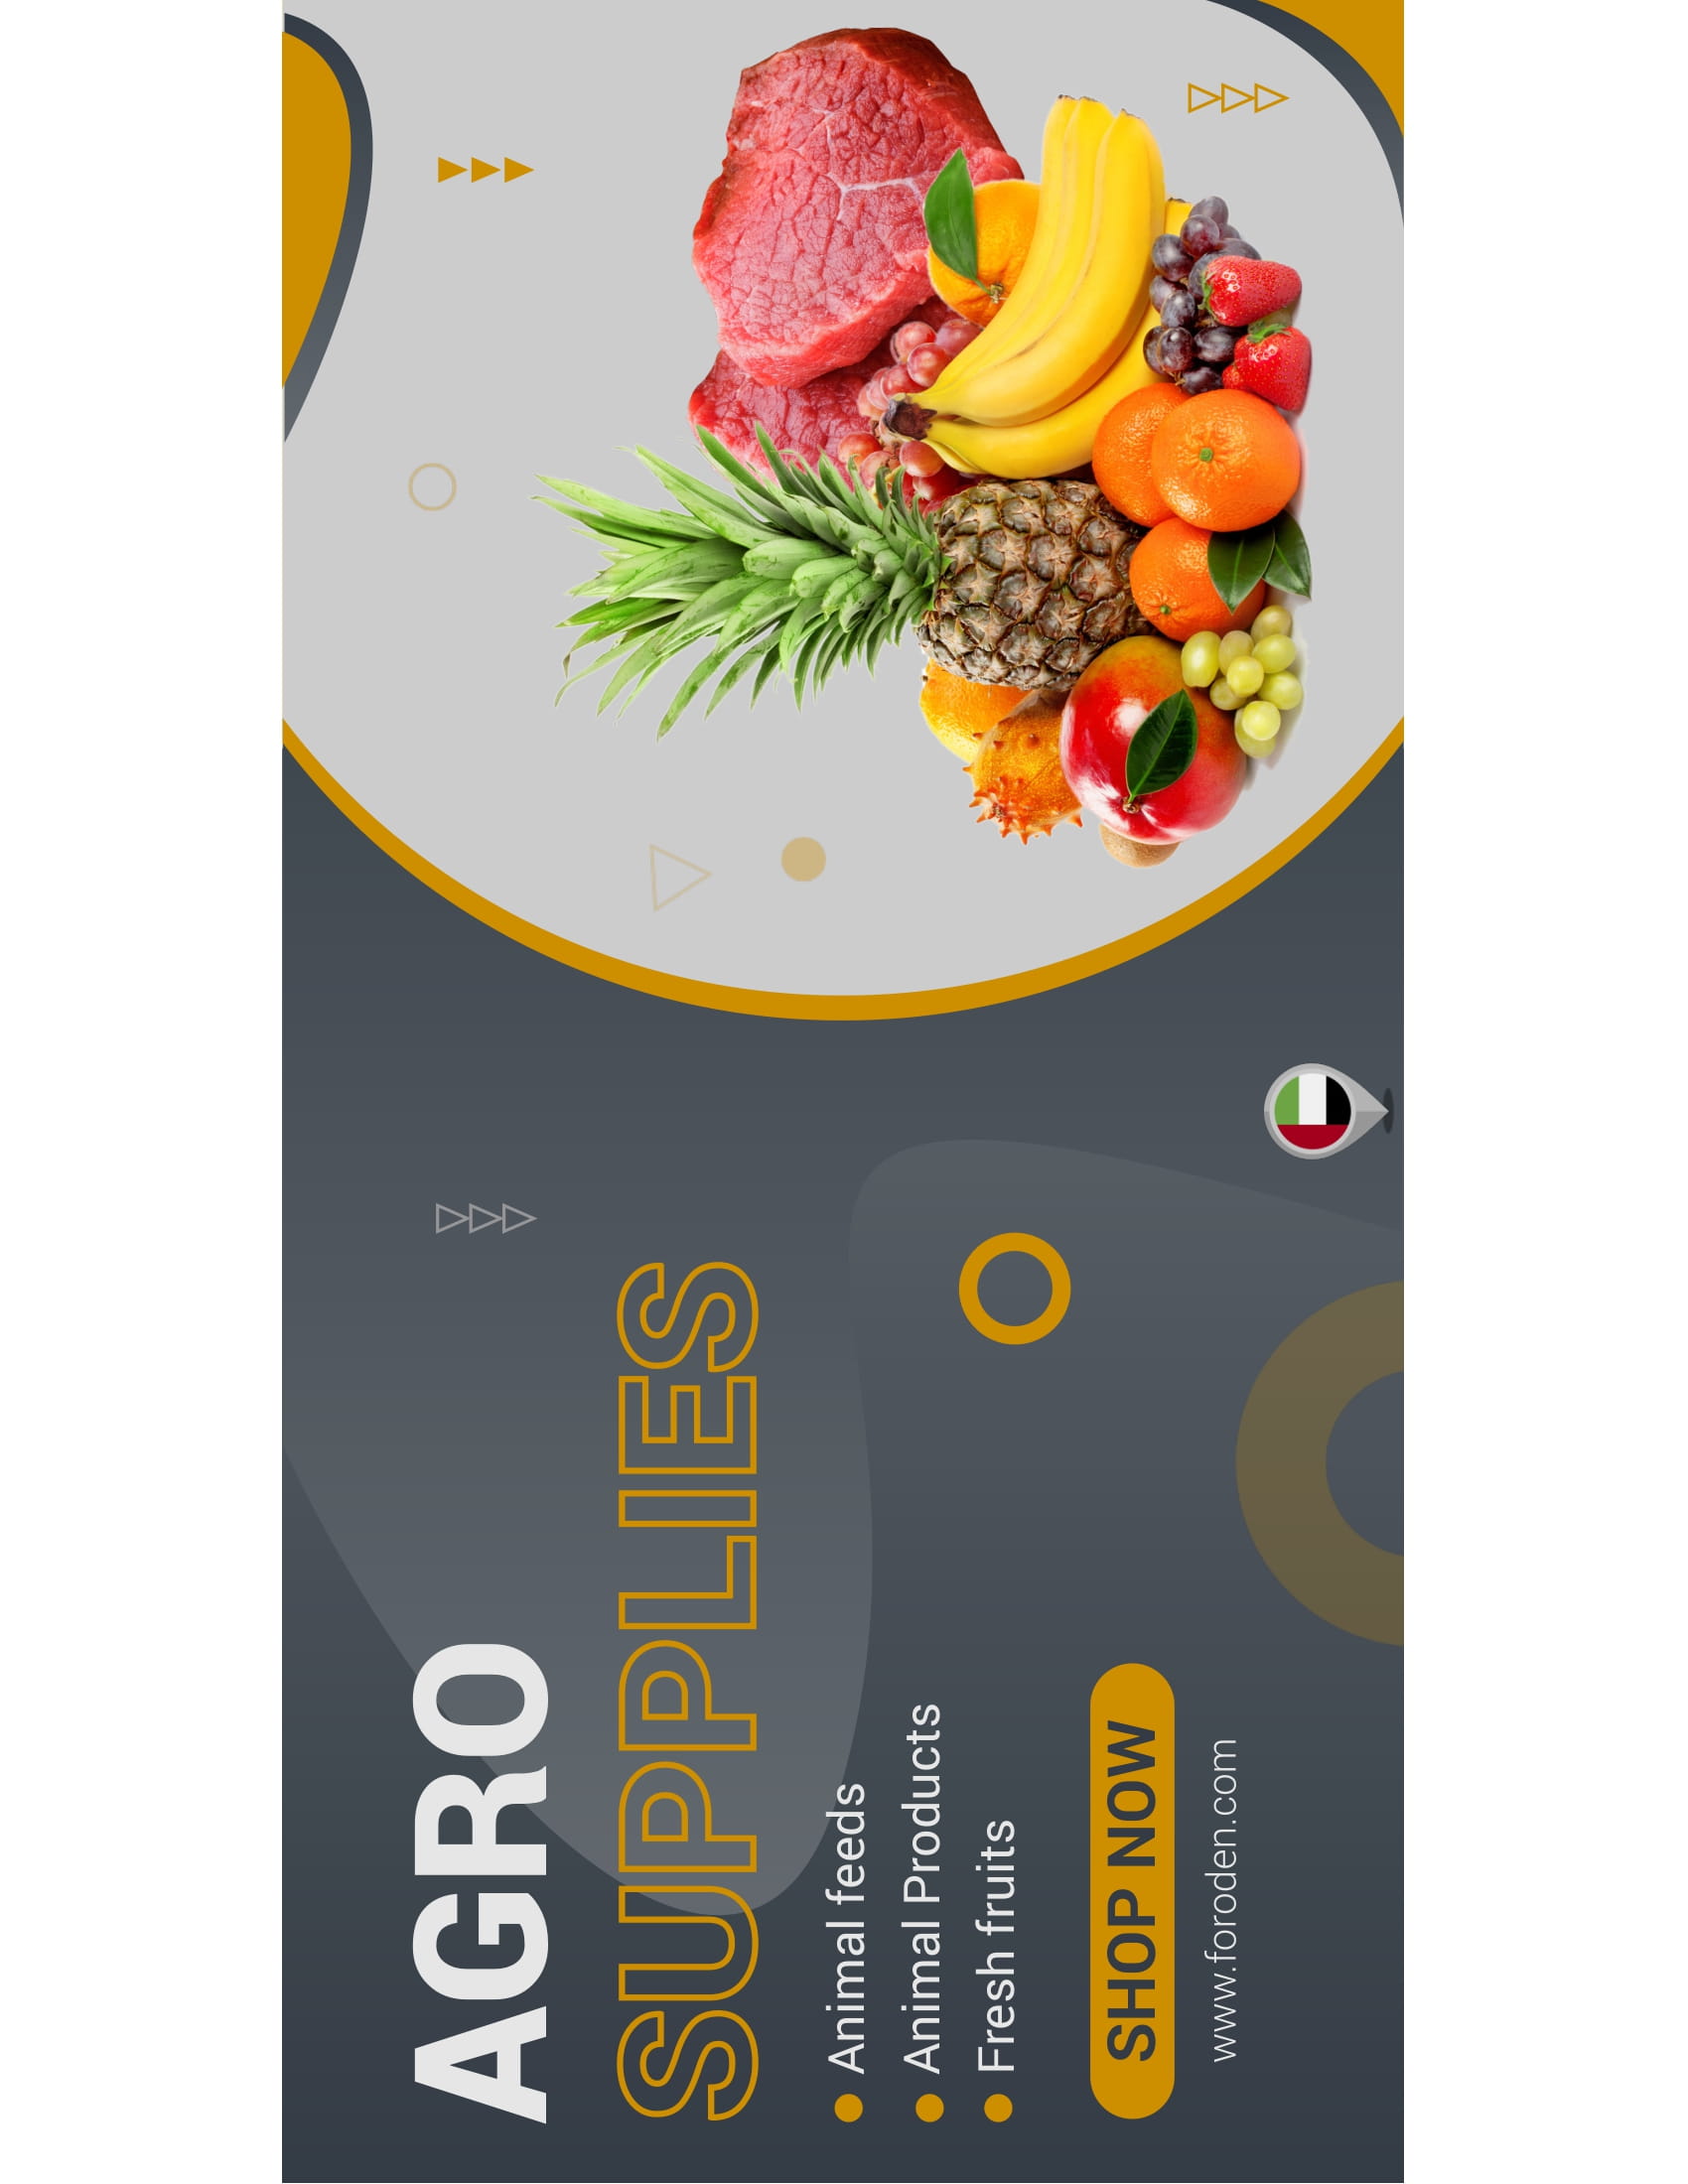 AGRO
SUPPLIES
Animal feeds
Animal Products
Fresh fruits
SHOP NOW
www.foroden.com